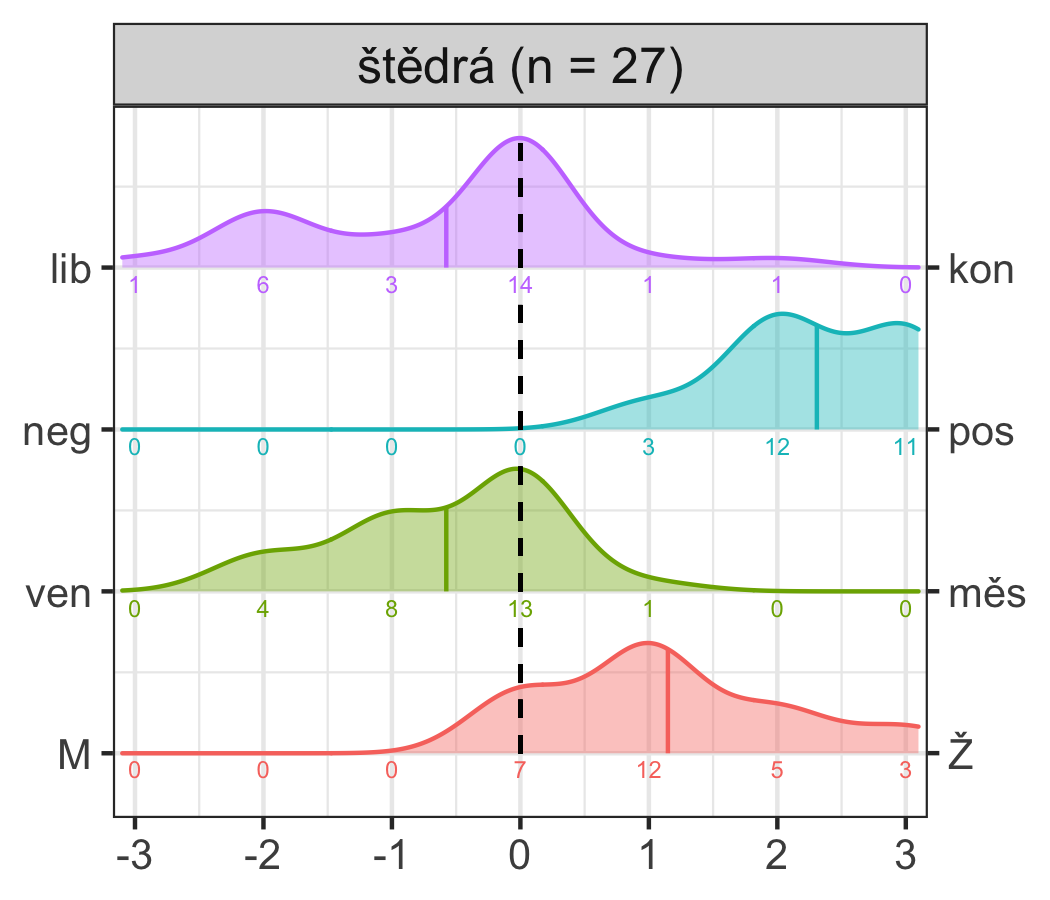 štědrá (n = 27)
lib kon
1 6 3 14 1 1 0
neg pos
0 0 0 0 3 12 11
ven měs
0 4 8 13 1 0 0
M Ž
0 0 0 7 12 5 3
-3 -2 -1 0 1 2 3